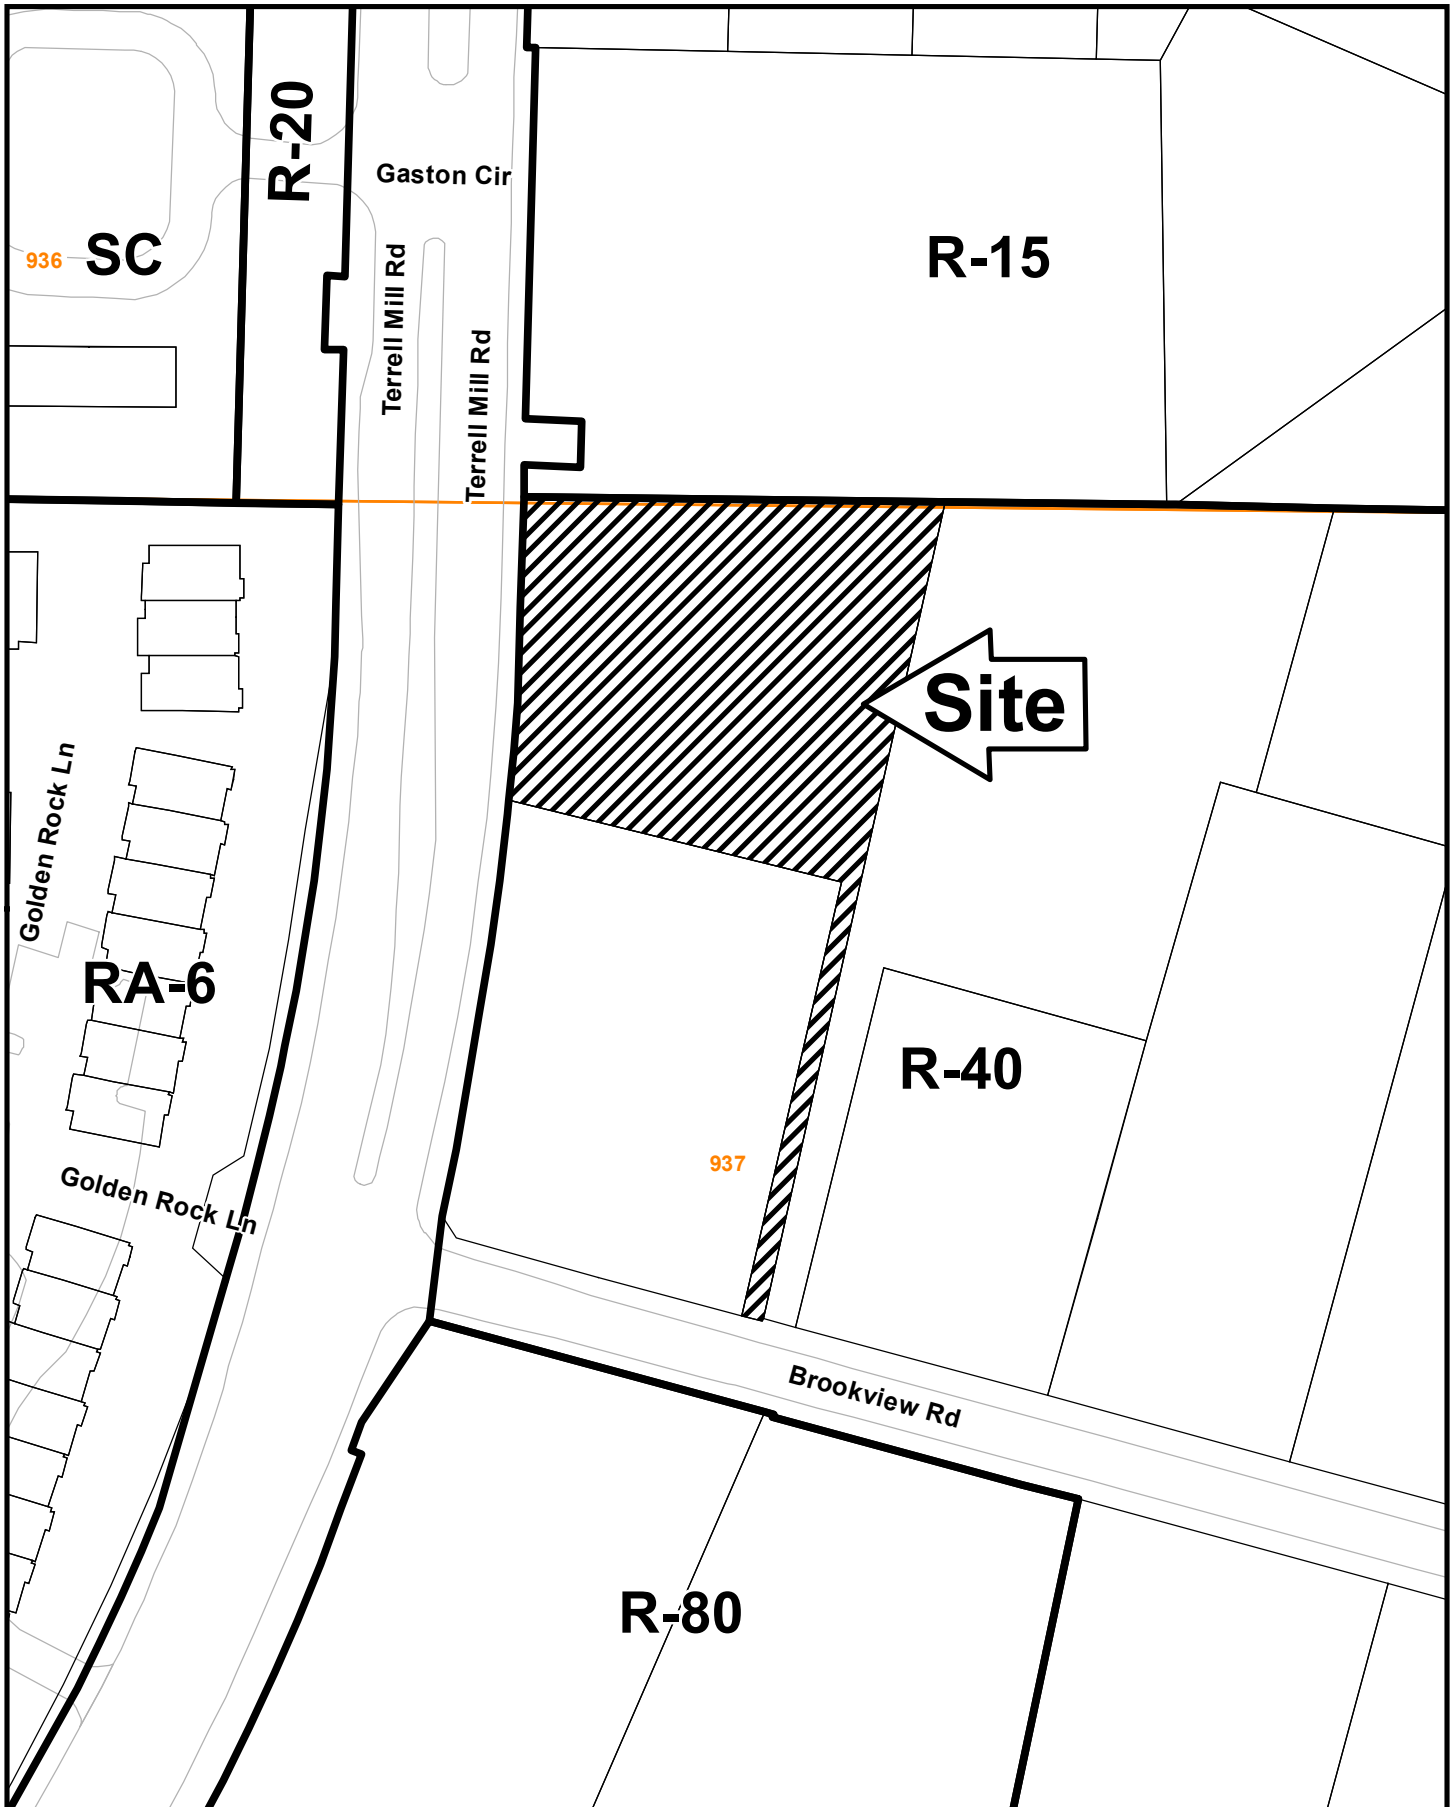 R-20
Gaston Cir
SC
936
R-15
Terrell Mill Rd
Terrell Mill Rd
Site
Golden Rock Ln
RA-6
R-40
937
Golden Rock Ln
Brookview Rd
R-80